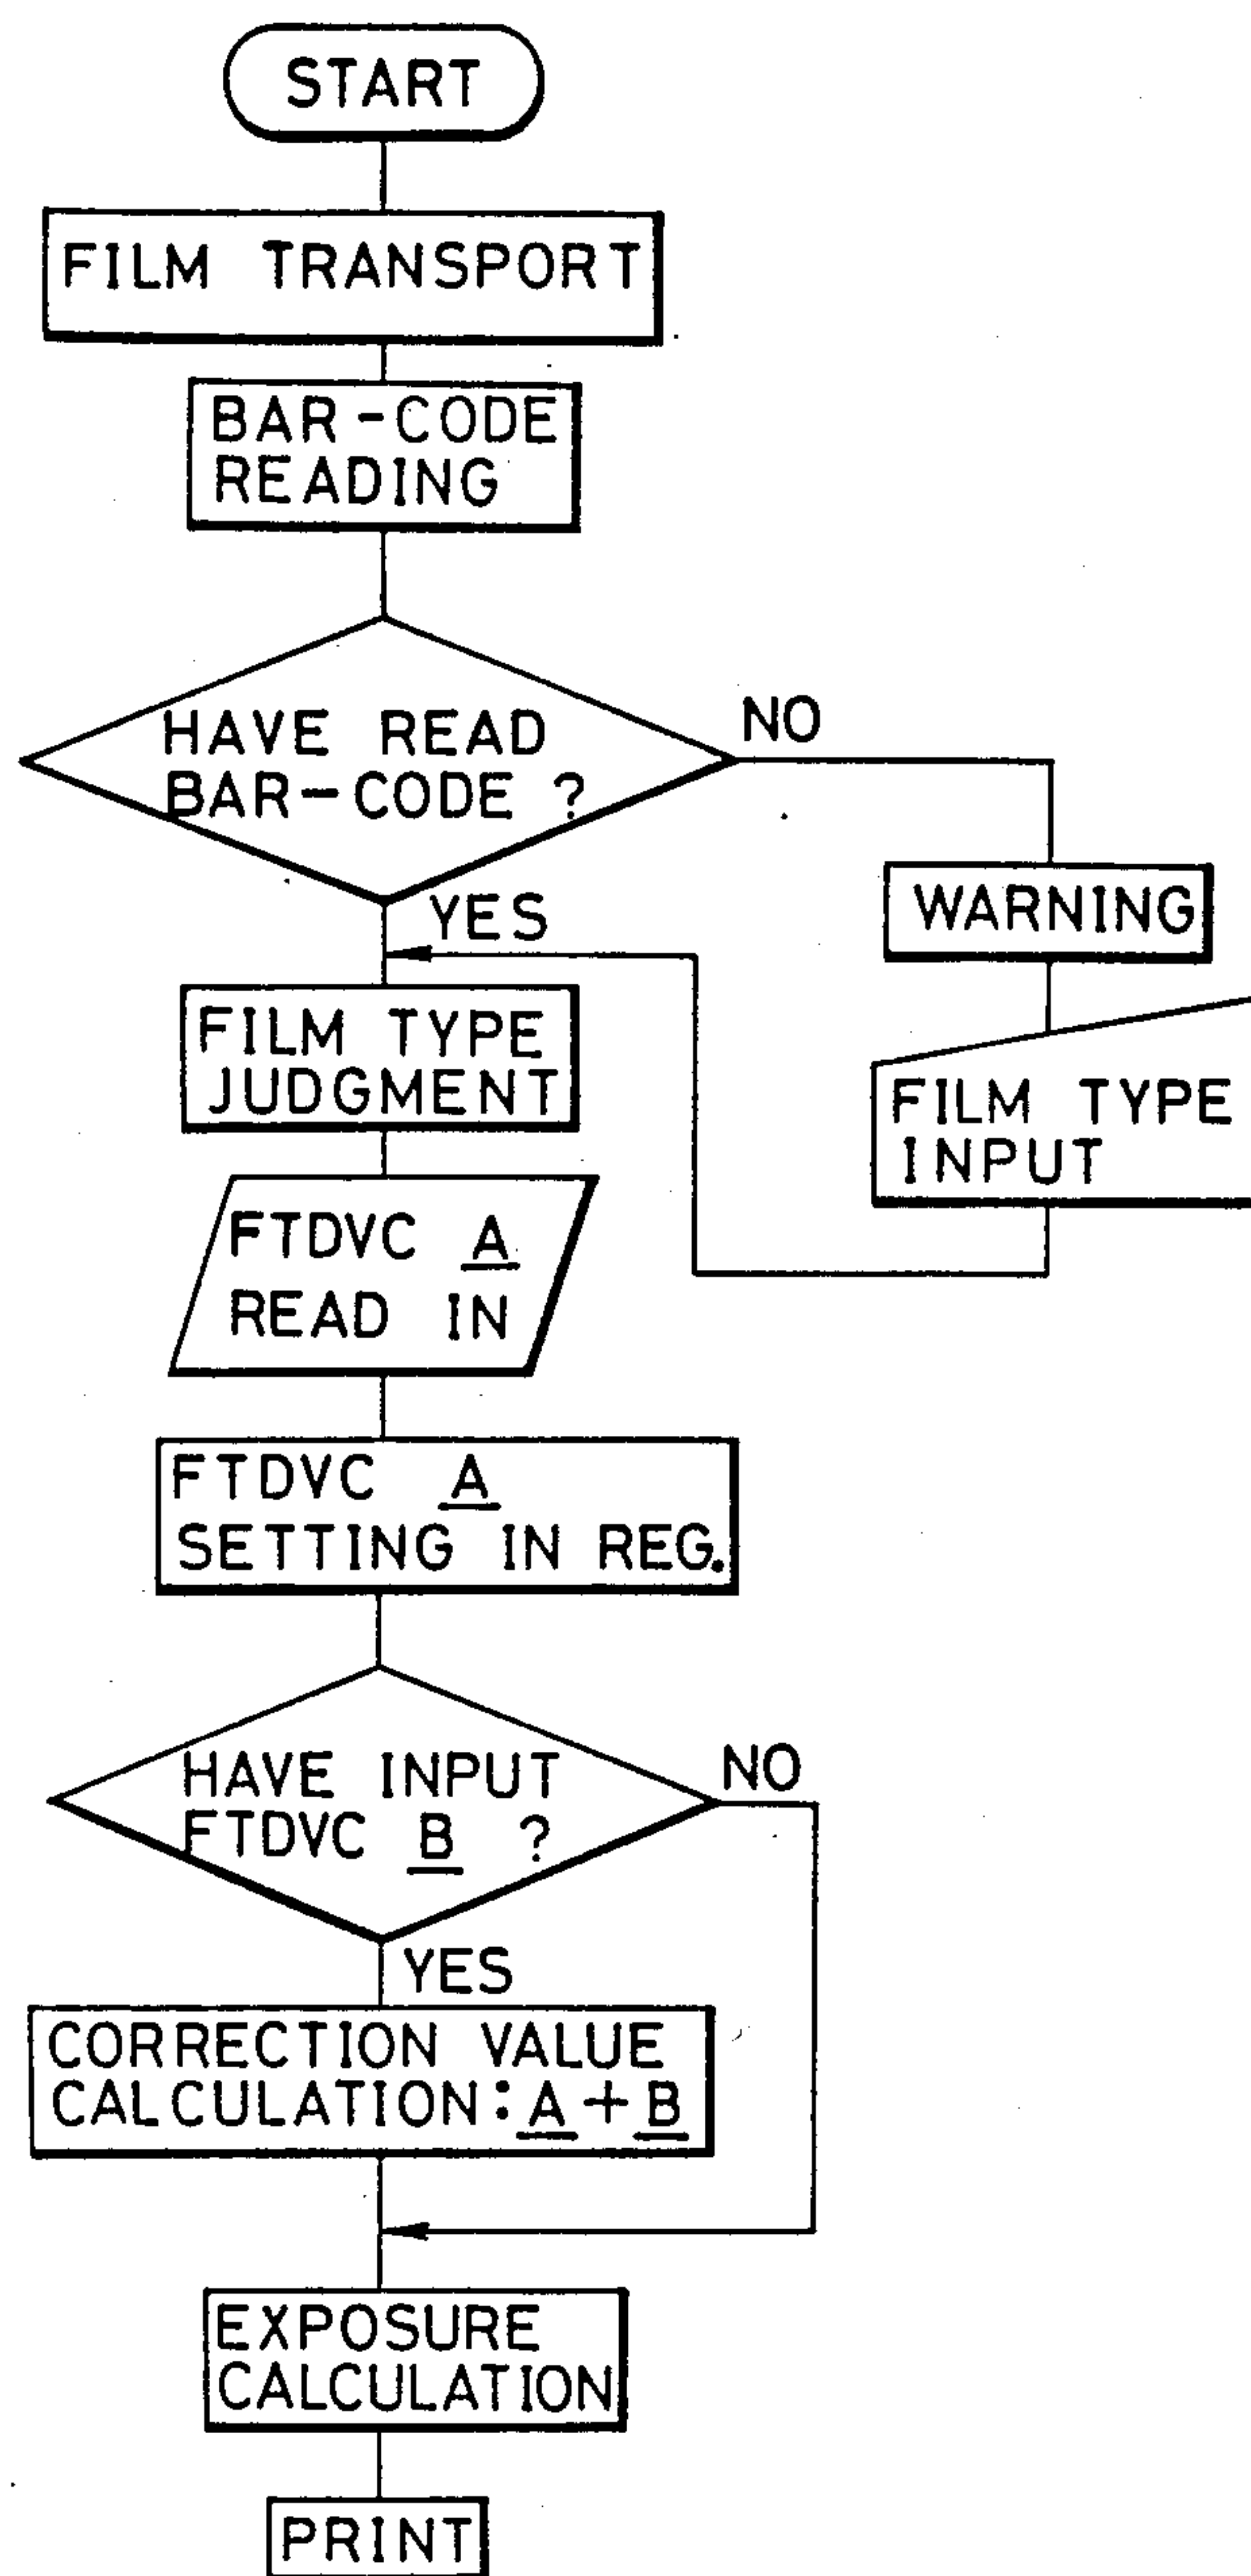 START
FILM TRANSPORT
BAR-CODE
READING
HAVE READ
BAR-CODE ?
NO
YES
WARNING
FILM TYPE
INPUT
FILM TYPE
JUDGMENT
FTDVC A
READ IN
FTDVC A
SETTING IN REG.
HAVE INPUT
FTDVC B ?
NO
YES
CORRECTION VALUE
CALCULATION: A + B
EXPOSURE
CALCULATION
PRINT